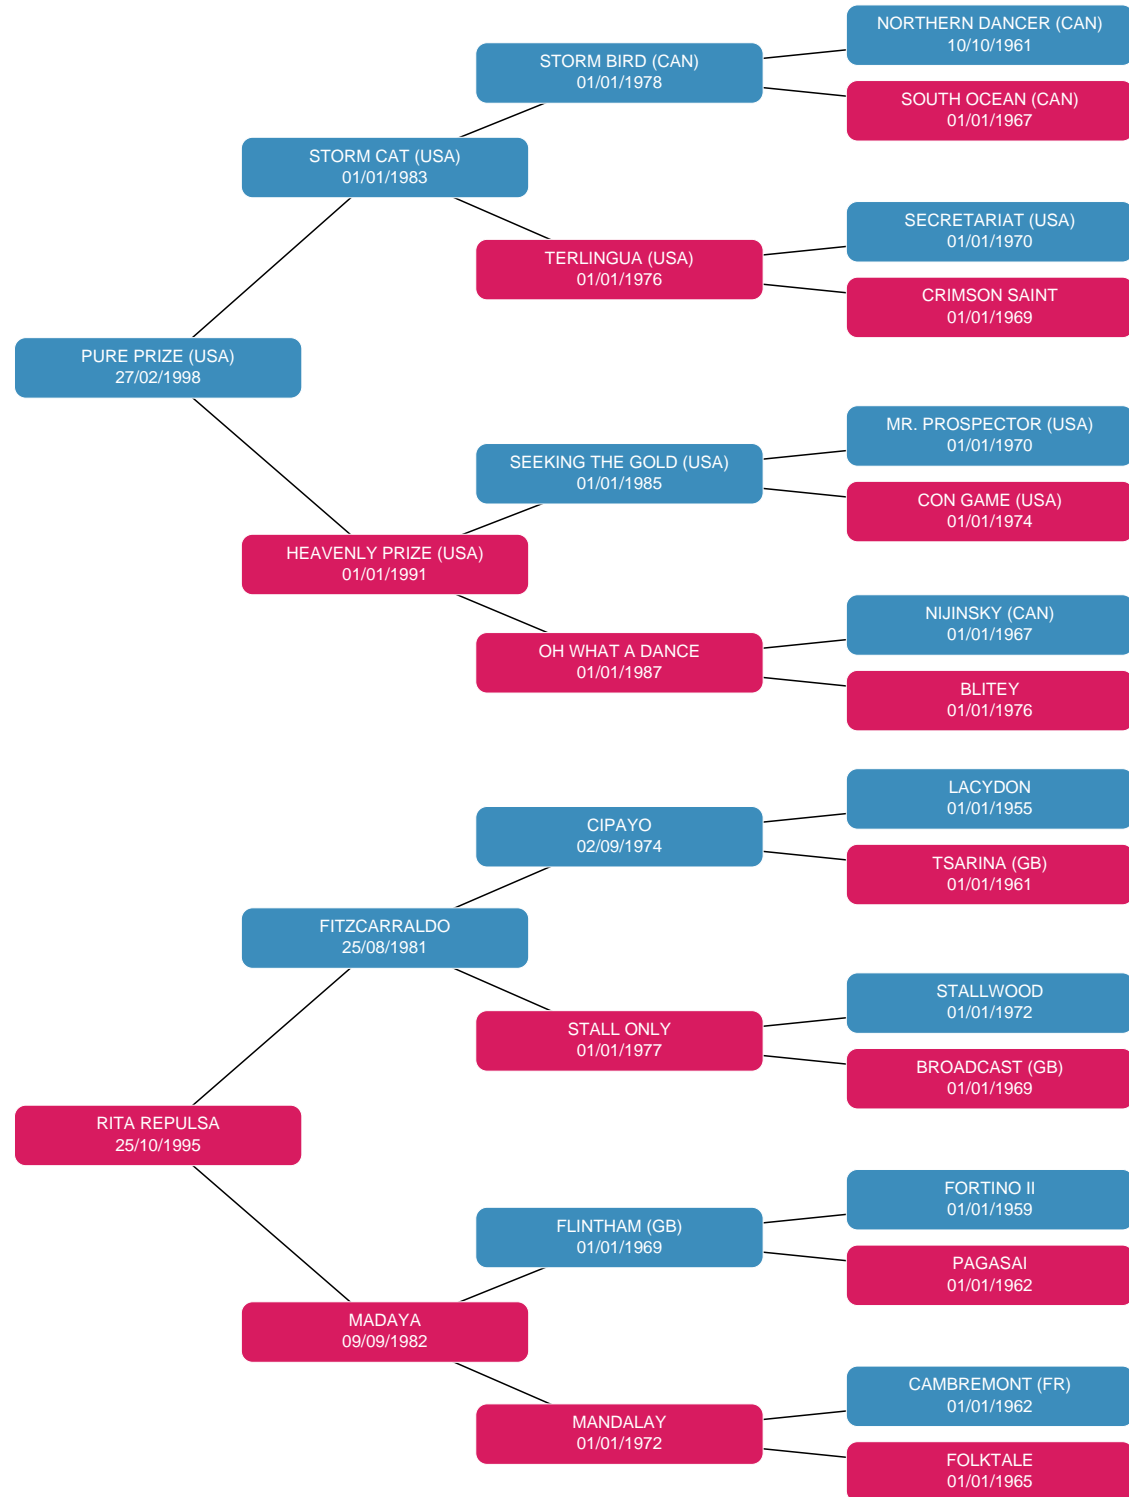 NORTHERN DANCER (CAN)
10/10/1961
STORM BIRD (CAN)
01/01/1978
SOUTH OCEAN (CAN)
01/01/1967
STORM CAT (USA)
01/01/1983
SECRETARIAT (USA)
01/01/1970
TERLINGUA (USA)
01/01/1976
CRIMSON SAINT
01/01/1969
PURE PRIZE (USA)
27/02/1998
MR. PROSPECTOR (USA)
01/01/1970
SEEKING THE GOLD (USA)
01/01/1985
CON GAME (USA)
01/01/1974
HEAVENLY PRIZE (USA)
01/01/1991
NIJINSKY (CAN)
01/01/1967
OH WHAT A DANCE
01/01/1987
BLITEY
01/01/1976
LACYDON
01/01/1955
CIPAYO
02/09/1974
TSARINA (GB)
01/01/1961
FITZCARRALDO
25/08/1981
STALLWOOD
01/01/1972
STALL ONLY
01/01/1977
BROADCAST (GB)
01/01/1969
RITA REPULSA
25/10/1995
FORTINO II
01/01/1959
FLINTHAM (GB)
01/01/1969
PAGASAI
01/01/1962
MADAYA
09/09/1982
CAMBREMONT (FR)
01/01/1962
MANDALAY
01/01/1972
FOLKTALE
01/01/1965